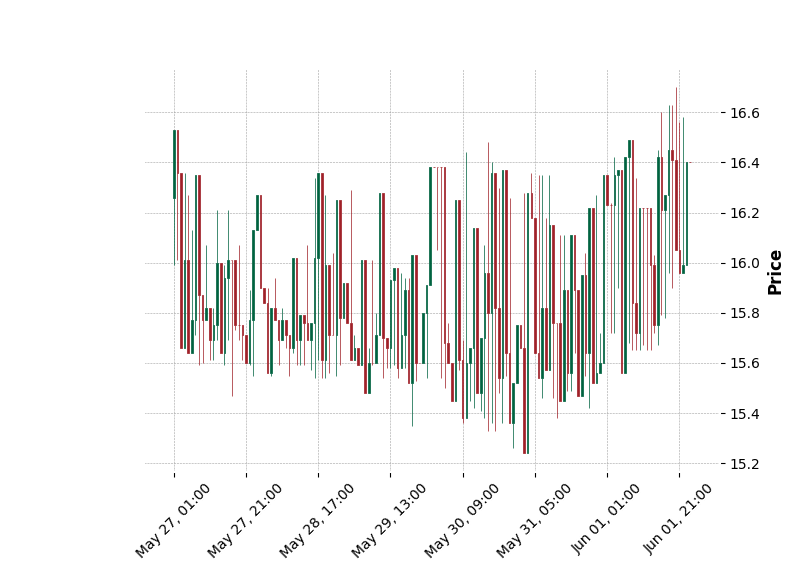 16.6
16.4
16.2
16.0
15.8
15.6
15.4
15.2
Price
May 27, 01:00
May 27, 21:00
May 28, 17:00
May 29, 13:00
May 30, 09:00
May 31, 05:00
Jun 01, 01:00
Jun 01, 21:00